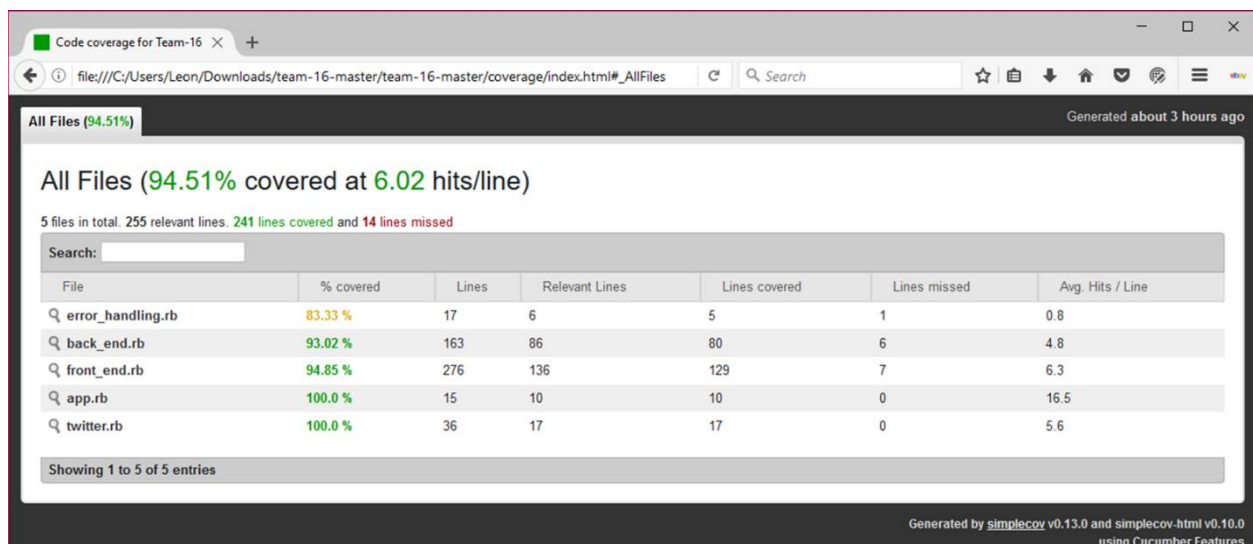 Code coverage for Team-16
file:///C:/Users/Leon/Downloads/team-16-master/team-16-master/coverage/index.html#_AllFiles
Search
ebay
All Files (94.51%)
Generated about 3 hours ago
All Files (94.51% covered at 6.02 hits/line)
5 files in total. 255 relevant lines. 241 lines covered and 14 lines missed
Search:
File % covered Lines Relevant Lines Lines covered Lines missed Avg. Hits / Line
error_handling.rb 83.33 % 17 6 5 1 0.8
back_end.rb 93.02 % 163 86 80 6 4.8
front_end.rb 94.85 % 276 136 129 7 6.3
app.rb 100.0 % 15 10 10 0 16.5
twitter.rb 100.0 % 36 17 17 0 5.6
Showing 1 to 5 of 5 entries
Generated by simplecov v0.13.0 and simplecov-html v0.10.0
using Cucumber Features